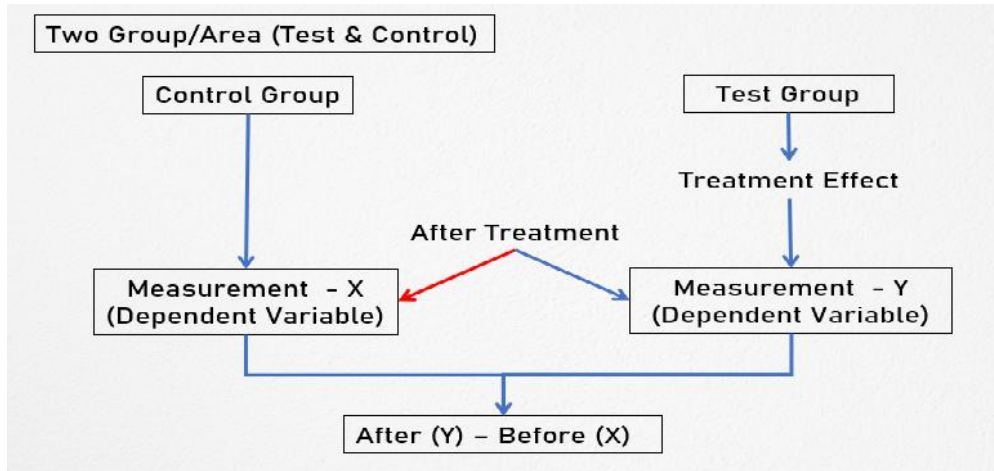 Two Group/Area (Test & Control)
Control Group
Test Group
Treatment Effect
After Treatment
Measurement - X
(Dependent Variable)
Measurement - Y
(Dependent Variable)
After (Y) – Before (X)